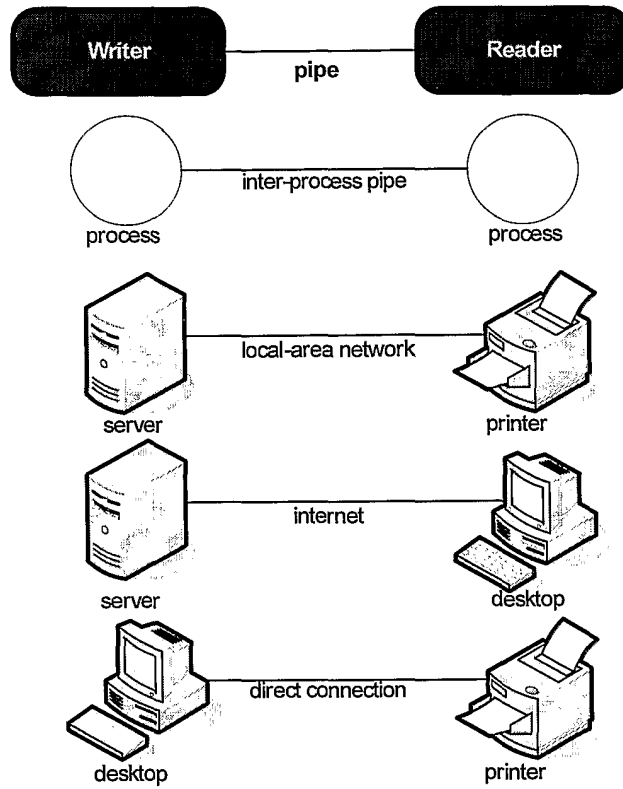 Writer
Reader
pipe
inter-process pipe
process
process
local-area network
server
printer
internet
server
desktop
direct connection
desktop
printer